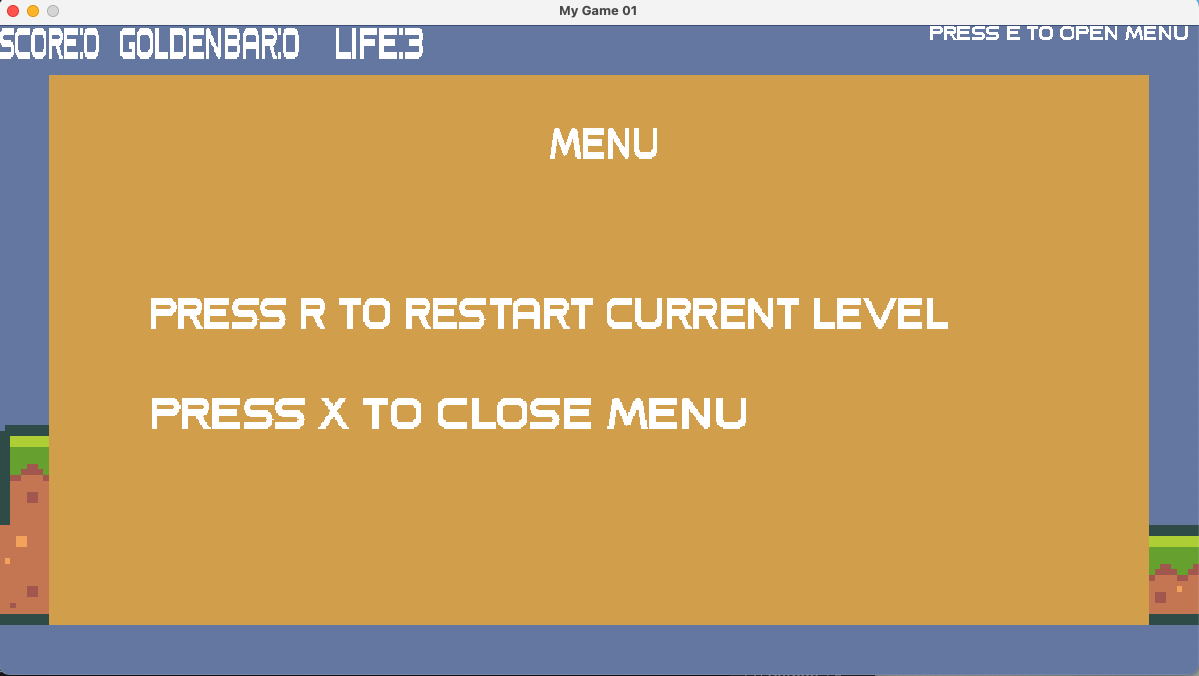 My Game 01
SCORE:0 GOLDENBAR:0 LIFE:3
PRESS E TO OPEN MENU
MENU
PRESS R TO RESTART CURRENT LEVEL
PRESS X TO CLOSE MENU